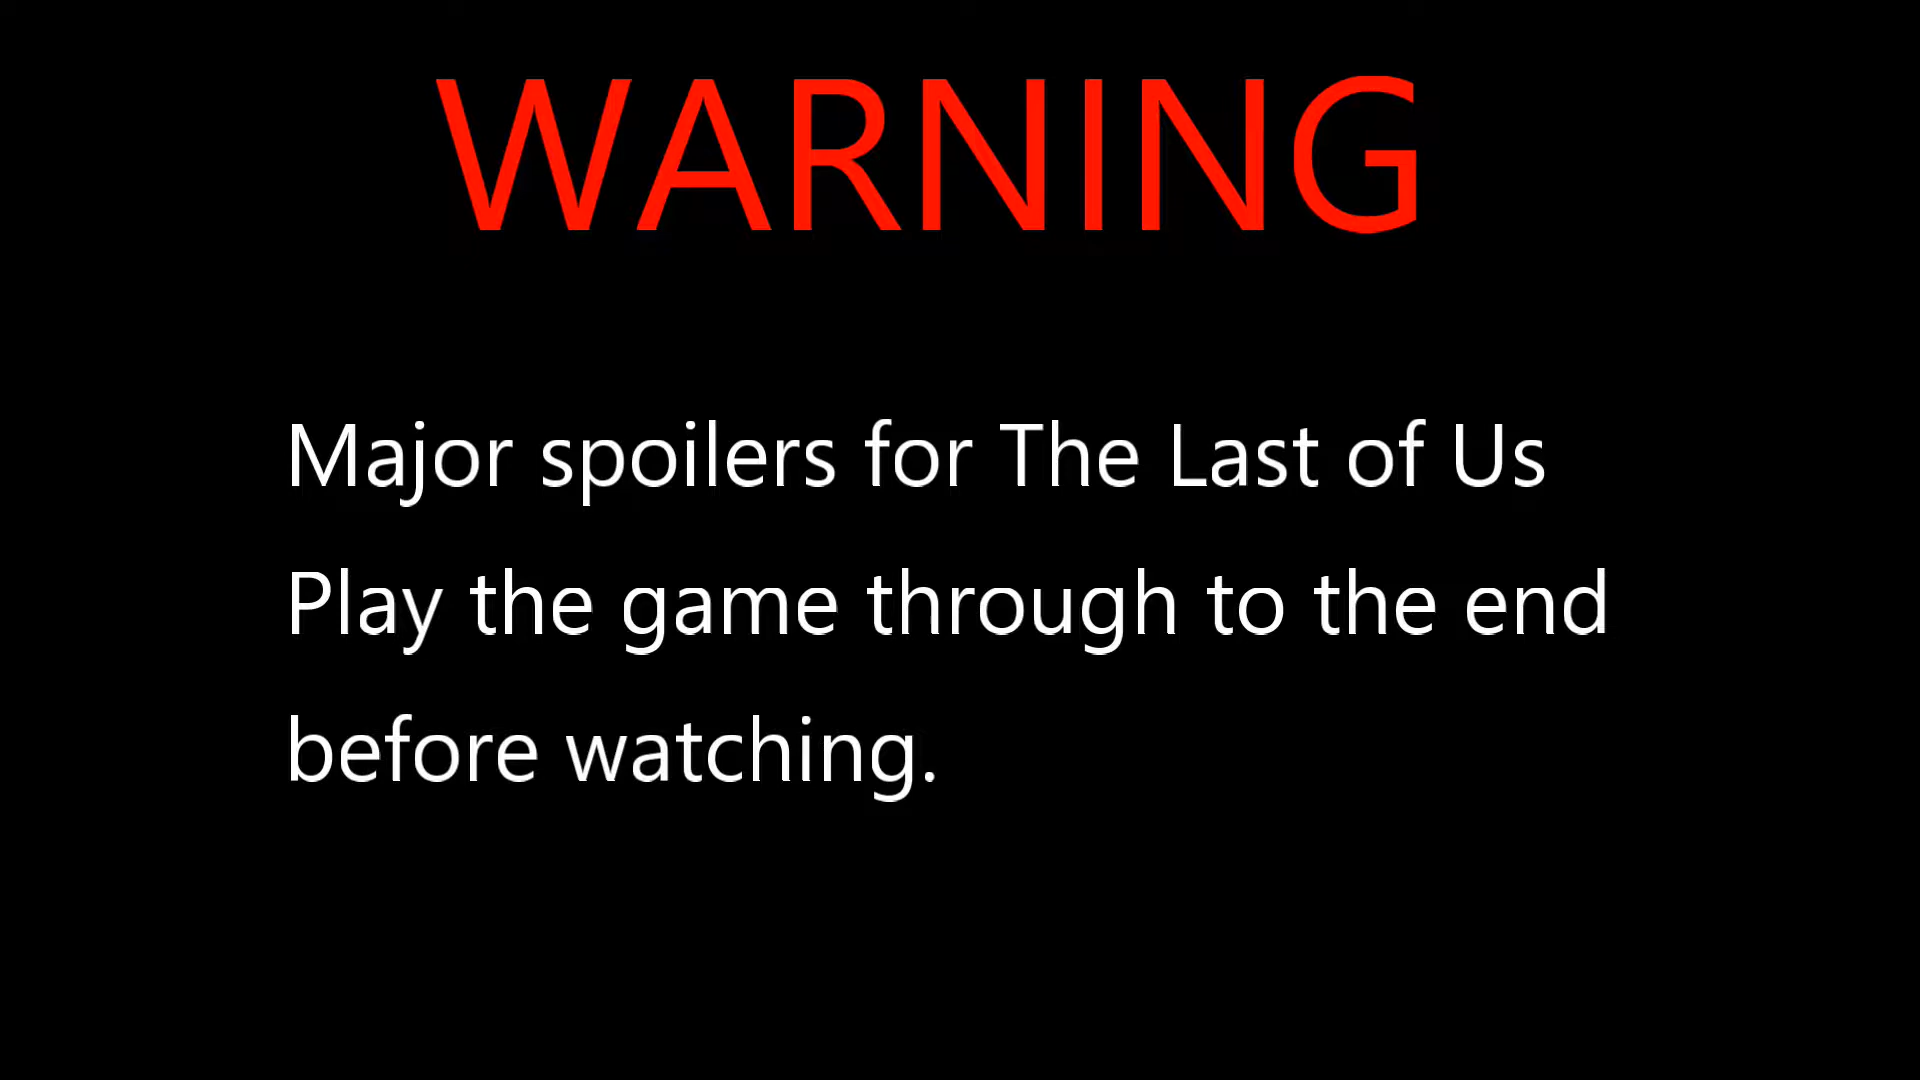 WARNING
Major spoilers for The Last of Us
Play the game through to the end
before watching.